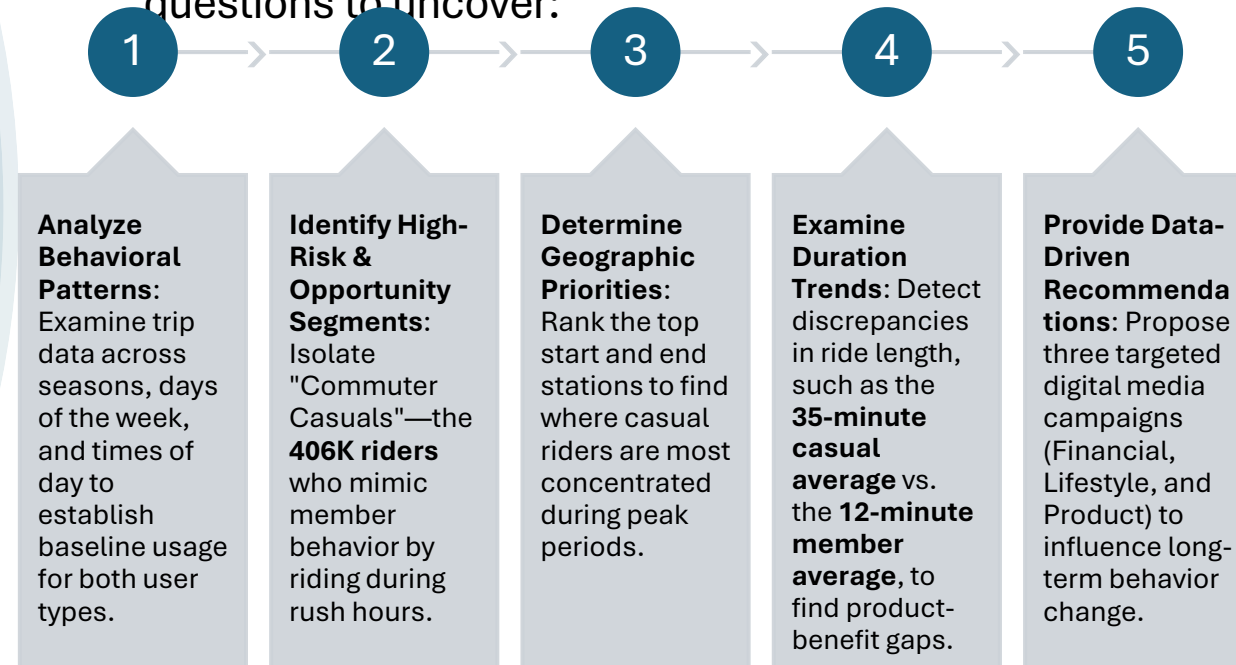 questions to uncover:
1
2
3
4
5
Analyze
Behavioral
Patterns:
Examine trip
data across
seasons, days
of the week,
and times of
day to
establish
baseline usage
for both user
types.
Identify High-
Risk &
Opportunity
Segments:
Isolate
"Commuter
Casuals"—the
406K riders
who mimic
member
behavior by
riding during
rush hours.
Determine
Geographic
Priorities:
Rank the top
start and end
stations to find
where casual
riders are most
concentrated
during peak
periods.
Examine
Duration
Trends: Detect
discrepancies
in ride length,
such as the
35-minute
casual
average vs.
the 12-minute
member
average, to
find product-
benefit gaps.
Provide Data-
Driven
Recommenda
tions: Propose
three targeted
digital media
campaigns
(Financial,
Lifestyle, and
Product) to
influence long-
term behavior
change.